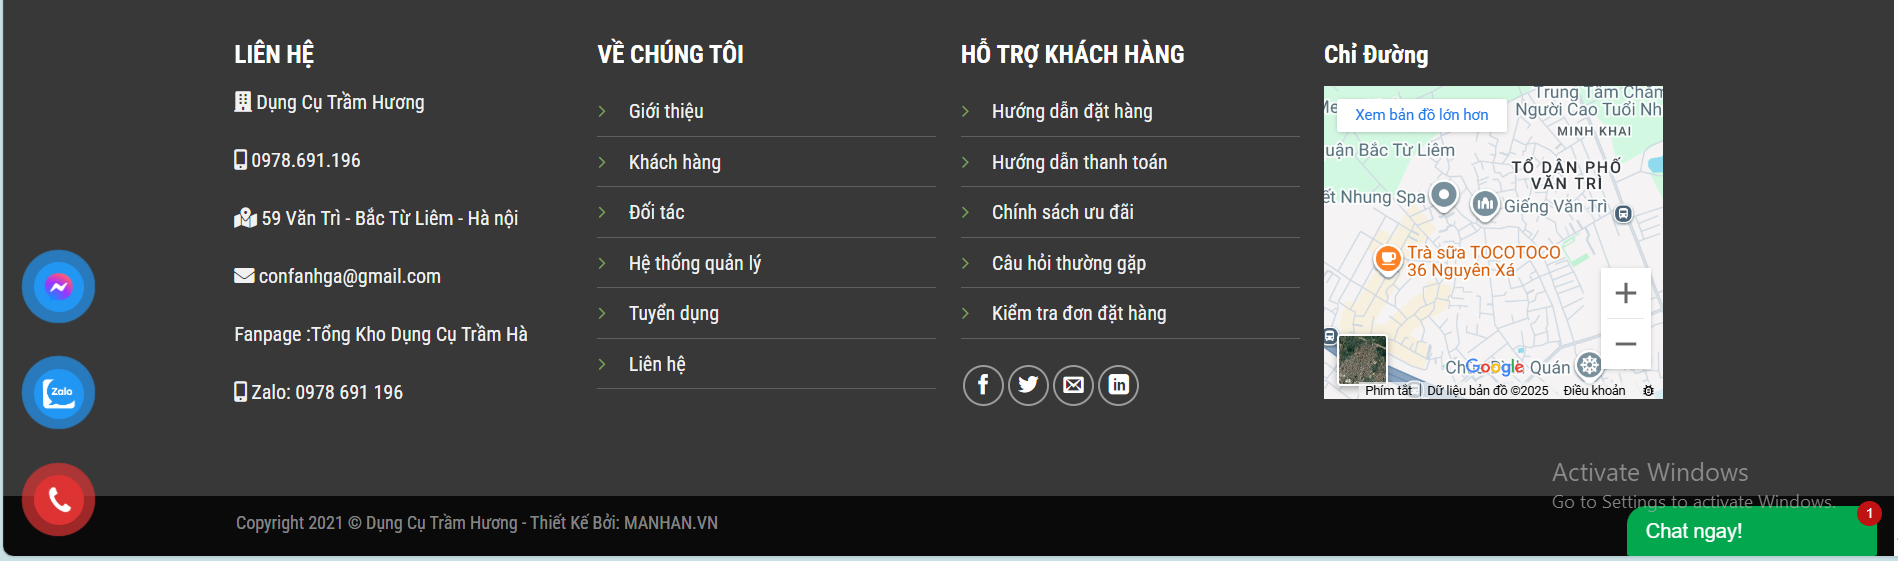 LIÊN HỆ
Dụng Cụ Trầm Hương
0978.691.196
59 Văn Trì - Bắc Từ Liêm - Hà nội
confanhga@gmail.com
Fanpage :Tổng Kho Dụng Cụ Trầm Hà
Zalo: 0978 691 196
VỀ CHÚNG TÔI
Giới thiệu
Khách hàng
Đối tác
Hệ thống quản lý
Tuyển dụng
Liên hệ
HỖ TRỢ KHÁCH HÀNG
Hướng dẫn đặt hàng
Hướng dẫn thanh toán
Chính sách ưu đãi
Câu hỏi thường gặp
Kiểm tra đơn đặt hàng
Chỉ Đường
Trung Tâm Chăm
Người Cao Tuổi Nh
Xem bản đồ lớn hơn
MINH KHAI
uận Bắc Từ Liêm
TỔ DÂN PHỐ
VĂN TRÌ
ết Nhung Spa
Giếng Văn Trì
Trà sữa TOCOTOCO
36 Nguyên Xá
Google
Quán
Phím tắt
Dữ liệu bản đồ ©2025
Điều khoản
Zalo
Activate Windows
Go to Settings to activate Windows.
Copyright 2021 © Dụng Cụ Trầm Hương - Thiết Kế Bởi: MANHAN.VN
Chat ngay!
1